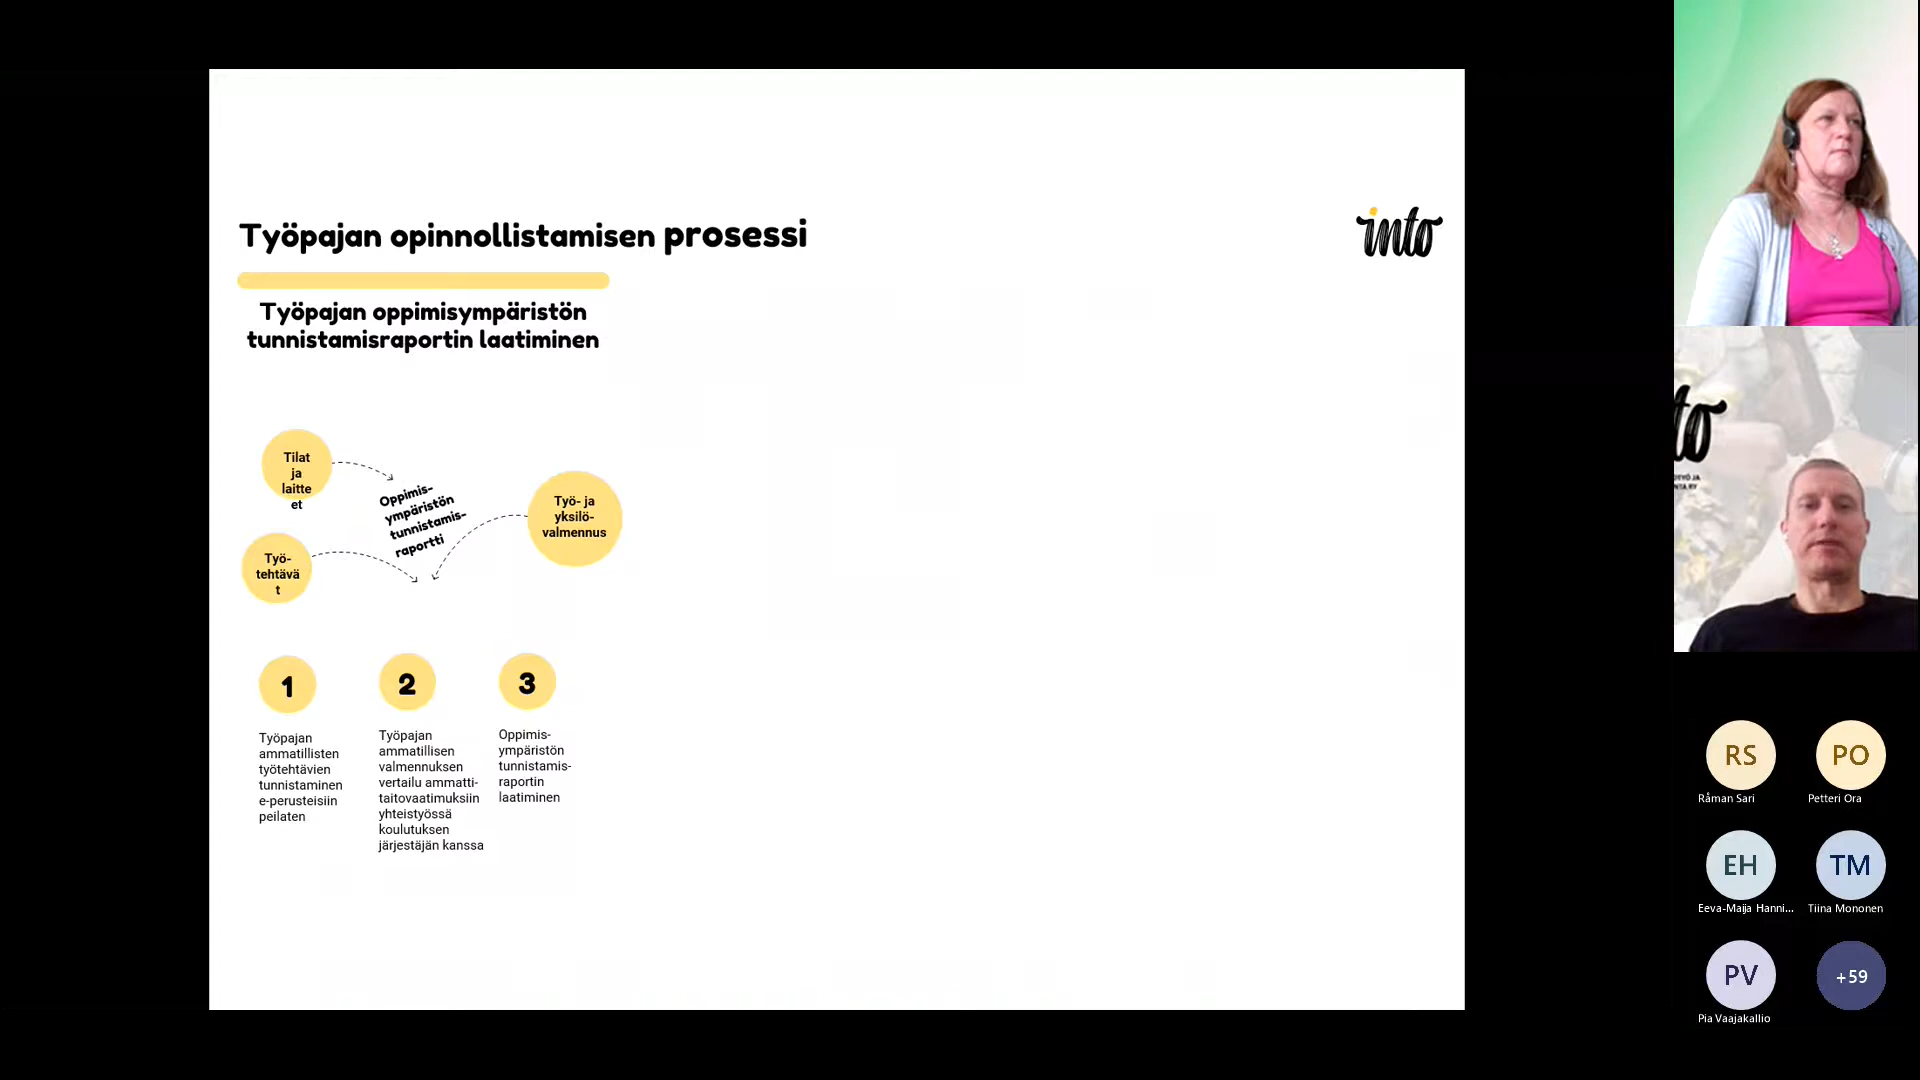 Työpajan opinnollistamisen prosessi
into
Työpajan oppimisympäristön
tunnistamisraportin laatiminen
Tilat
ja
laitte
et
Oppimis-
ympäristön
tunnistamis-
raportti
Työ- ja
yksilö-
valmennus
Työ-
tehtävä
t
1
2
3
Työpajan
ammatillisten
työtehtävien
tunnistaminen
e-perusteisiin
peilaten
Työpajan
ammatillisen
valmennuksen
vertailu ammatti-
taitovaatimuksiin
yhteistyössä
koulutuksen
järjestäjän kanssa
Oppimis-
ympäristön
tunnistamis-
raportin
laatiminen
to
RS
Råman Sari
PO
Petteri Ora
EH
Eeva-Maija Hanni...
TM
Tiina Mononen
PV
Pia Vaajakallio
+59